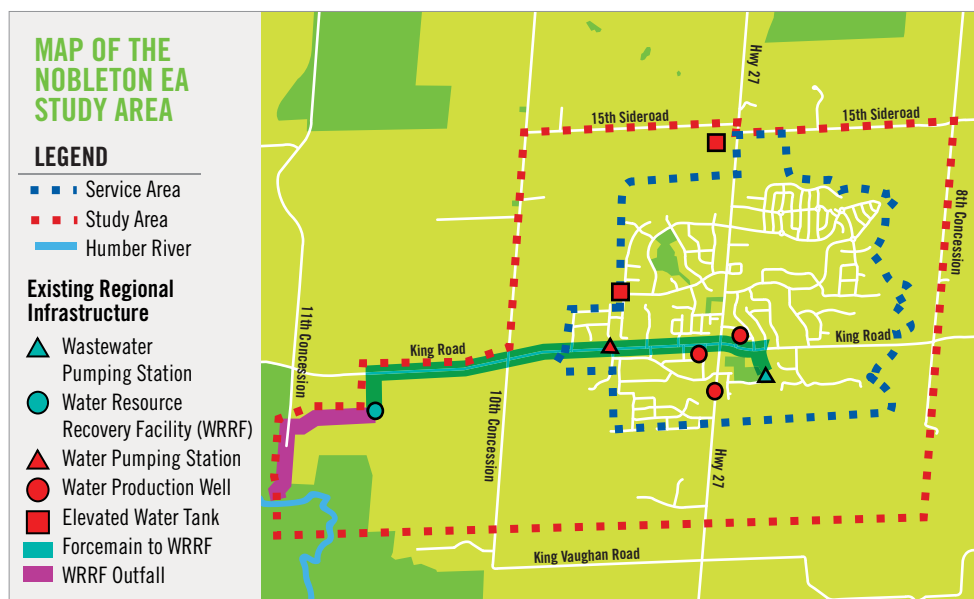 MAP OF THE
NOBLETON EA
STUDY AREA
LEGEND
Service Area
Study Area
Humber River
Existing Regional
Infrastructure
Wastewater
Pumping Station
Water Resource
Recovery Facility (WRRF)
Water Pumping Station
Water Production Well
Elevated Water Tank
Forcemain to WRRF
WRRF Outfall
Hwy 27
15th Sideroad
15th Sideroad
8th Concession
11th Concession
King Road
King Road
10th Concession
Hwy 27
King Vaughan Road